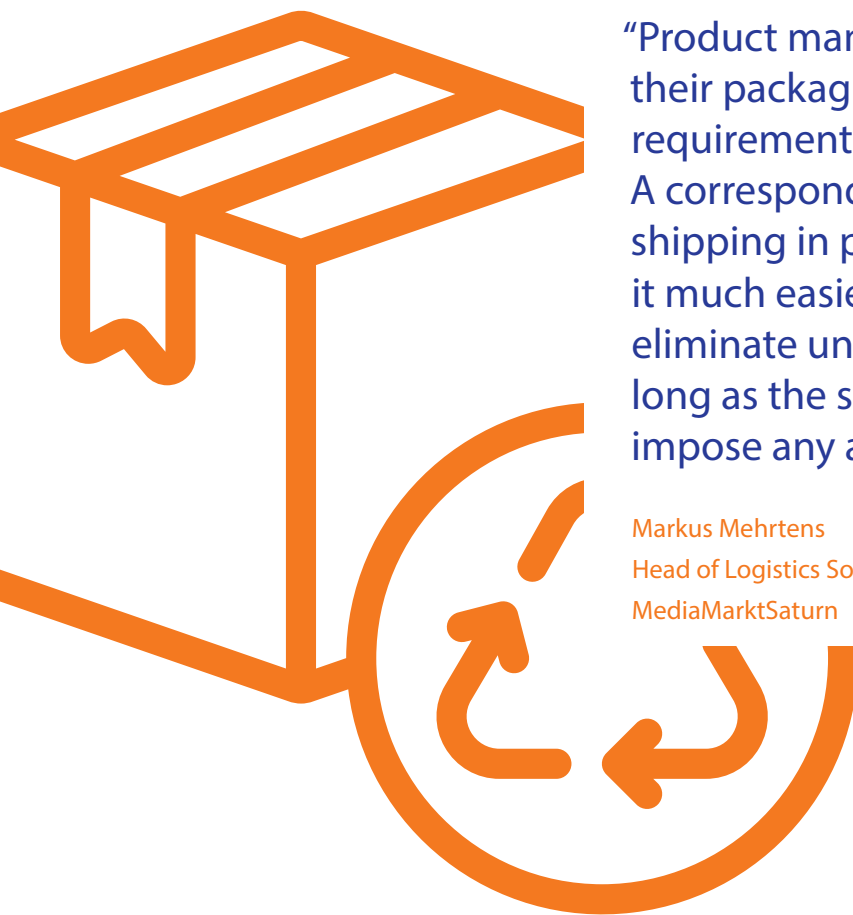 “Product mar
their packag
requirement
A correspond
shipping in p
it much easie
eliminate un
long as the s
impose any a
Markus Mehrtens
Head of Logistics So
MediaMarktSaturn